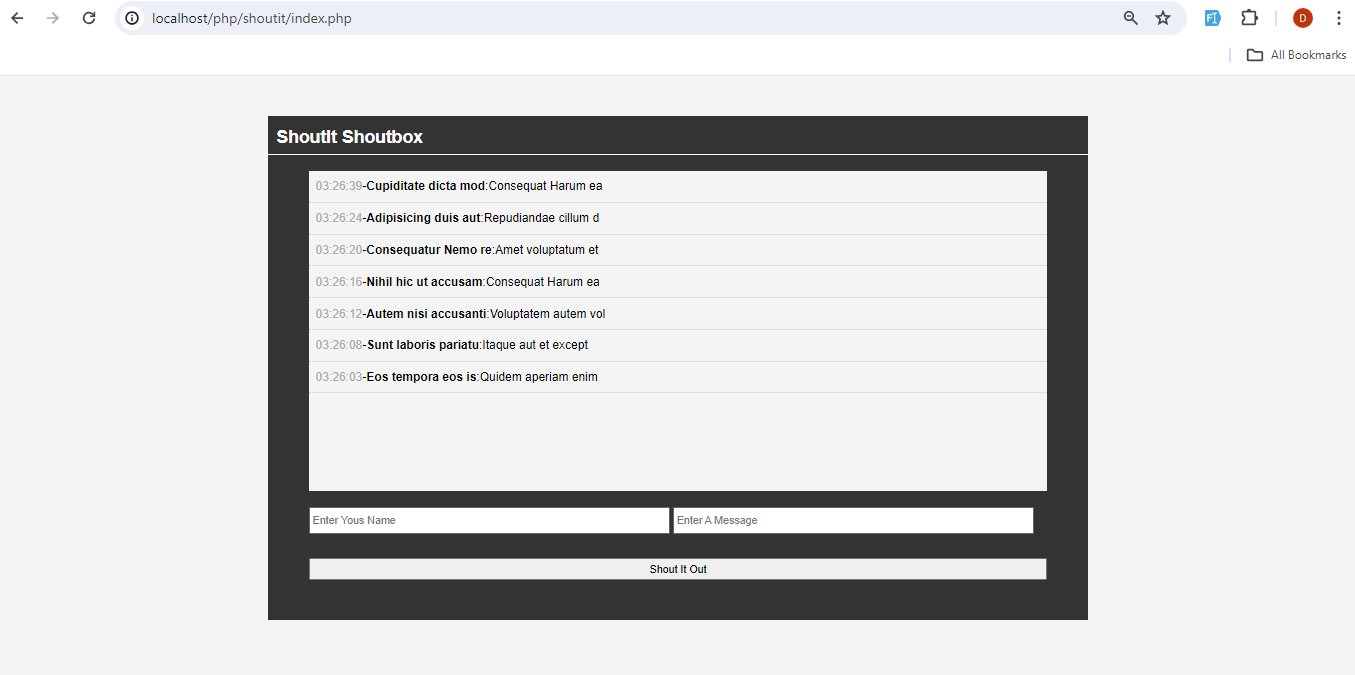 localhost/php/shoutit/index.php
D
All Bookmarks
ShoutIt Shoutbox
03:26:39-Cupiditate dicta mod:Consequat Harum ea
03:26:24-Adipisicing duis aut:Repudiandae cillum d
03:26:20-Consequatur Nemo re:Amet voluptatum et
03:26:16-Nihil hic ut accusam:Consequat Harum ea
03:26:12-Autem nisi accusanti:Voluptatem autem vol
03:26:08-Sunt laboris pariatu:Itaque aut et except
03:26:03-Eos tempora eos is:Quidem aperiam enim
Enter Yous Name
Enter A Message
Shout It Out